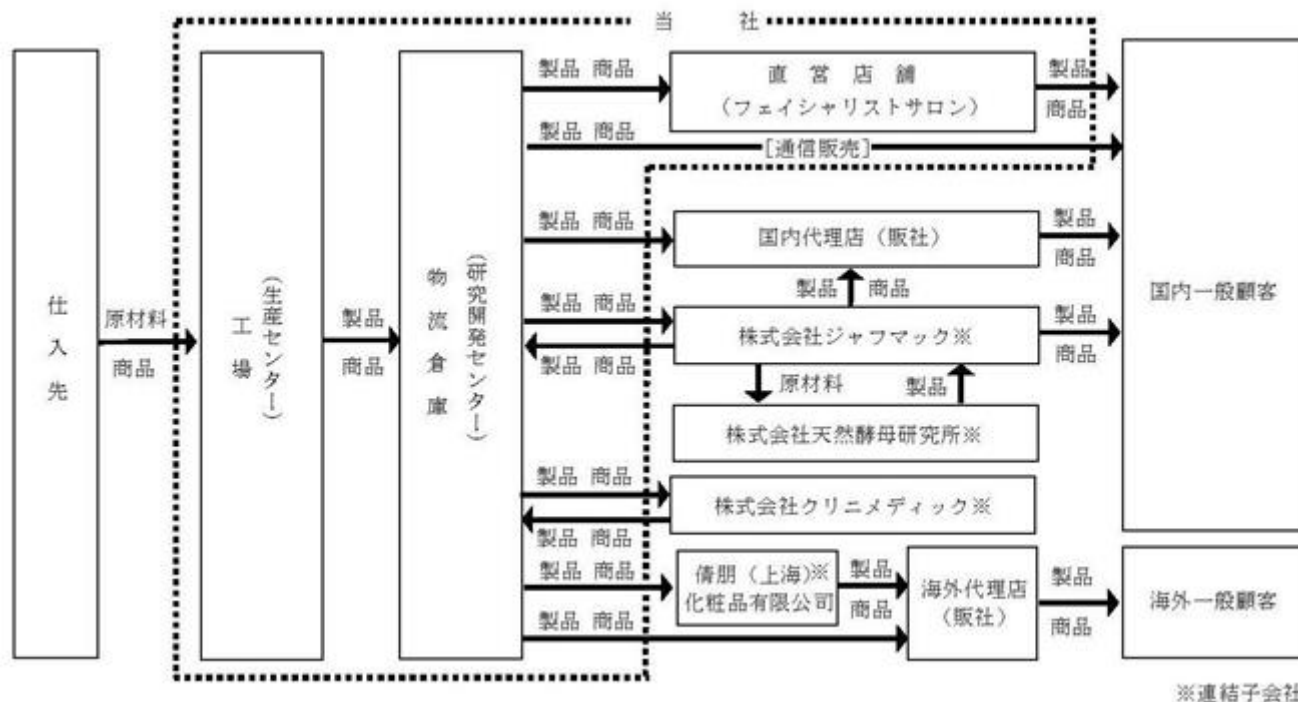 当 社
仕入先
原材料
商品
工場
(生産センター)
製品
商品
物流倉庫
(研究開発センター)
製品 商品
直営店舗
(フェイシャリストサロン)
製品
商品
製品 商品
[通信販売]
製品 商品
国内代理店(販社)
製品
商品
製品 商品
製品 商品
株式会社ジャフマック※
製品
商品
製品 商品
原材料
製品
株式会社天然酵母研究所※
製品 商品
株式会社クリニメディック※
製品 商品
国内一般顧客
製品 商品
倩朋(上海)※
化粧品有限公司
製品
商品
製品 商品
海外代理店
(販社)
製品
商品
海外一般顧客
※連結子会社